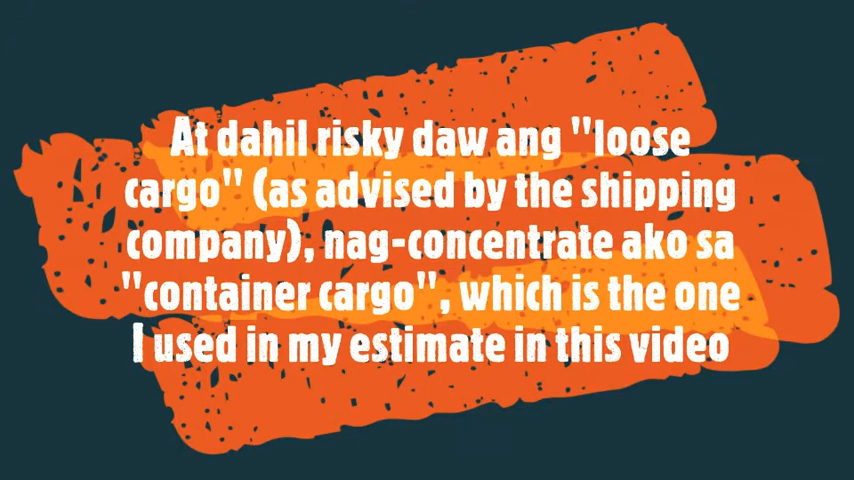 At dahil risky daw ang "loose
cargo" (as advised by the shipping
company), nag-concentrate ako sa
"container cargo", which is the one
I used in my estimate in this video